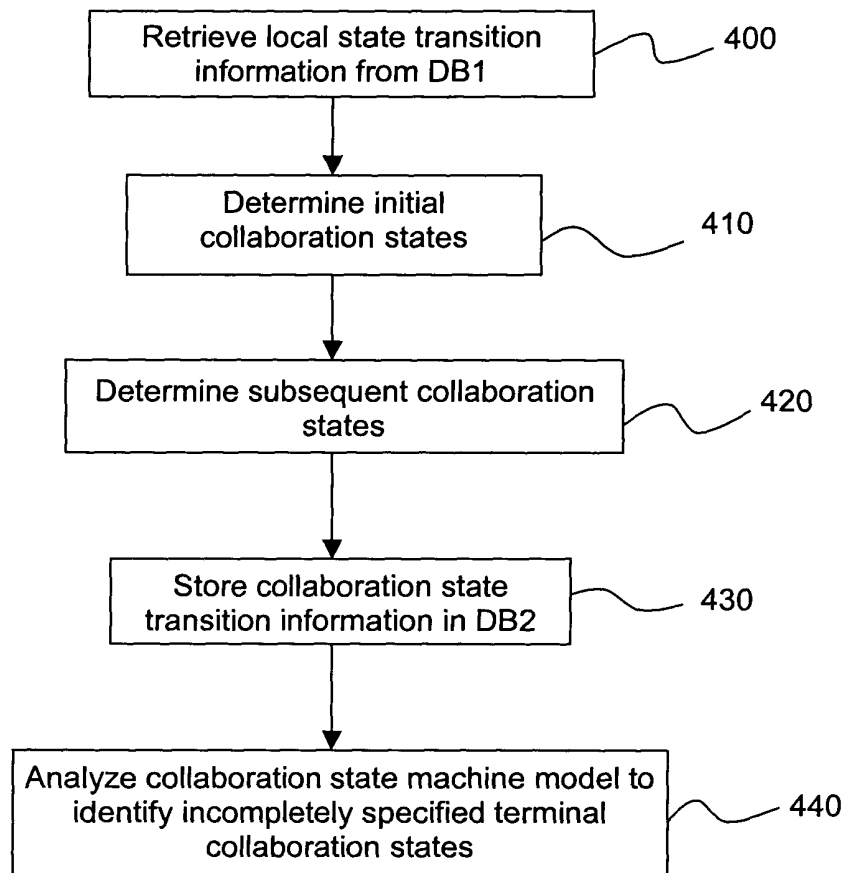 Retrieve local state transition
information from DB1
400
Determine initial
collaboration states
410
Determine subsequent collaboration
states
420
Store collaboration state
transition information in DB2
430
Analyze collaboration state machine model to
identify incompletely specified terminal
collaboration states
440